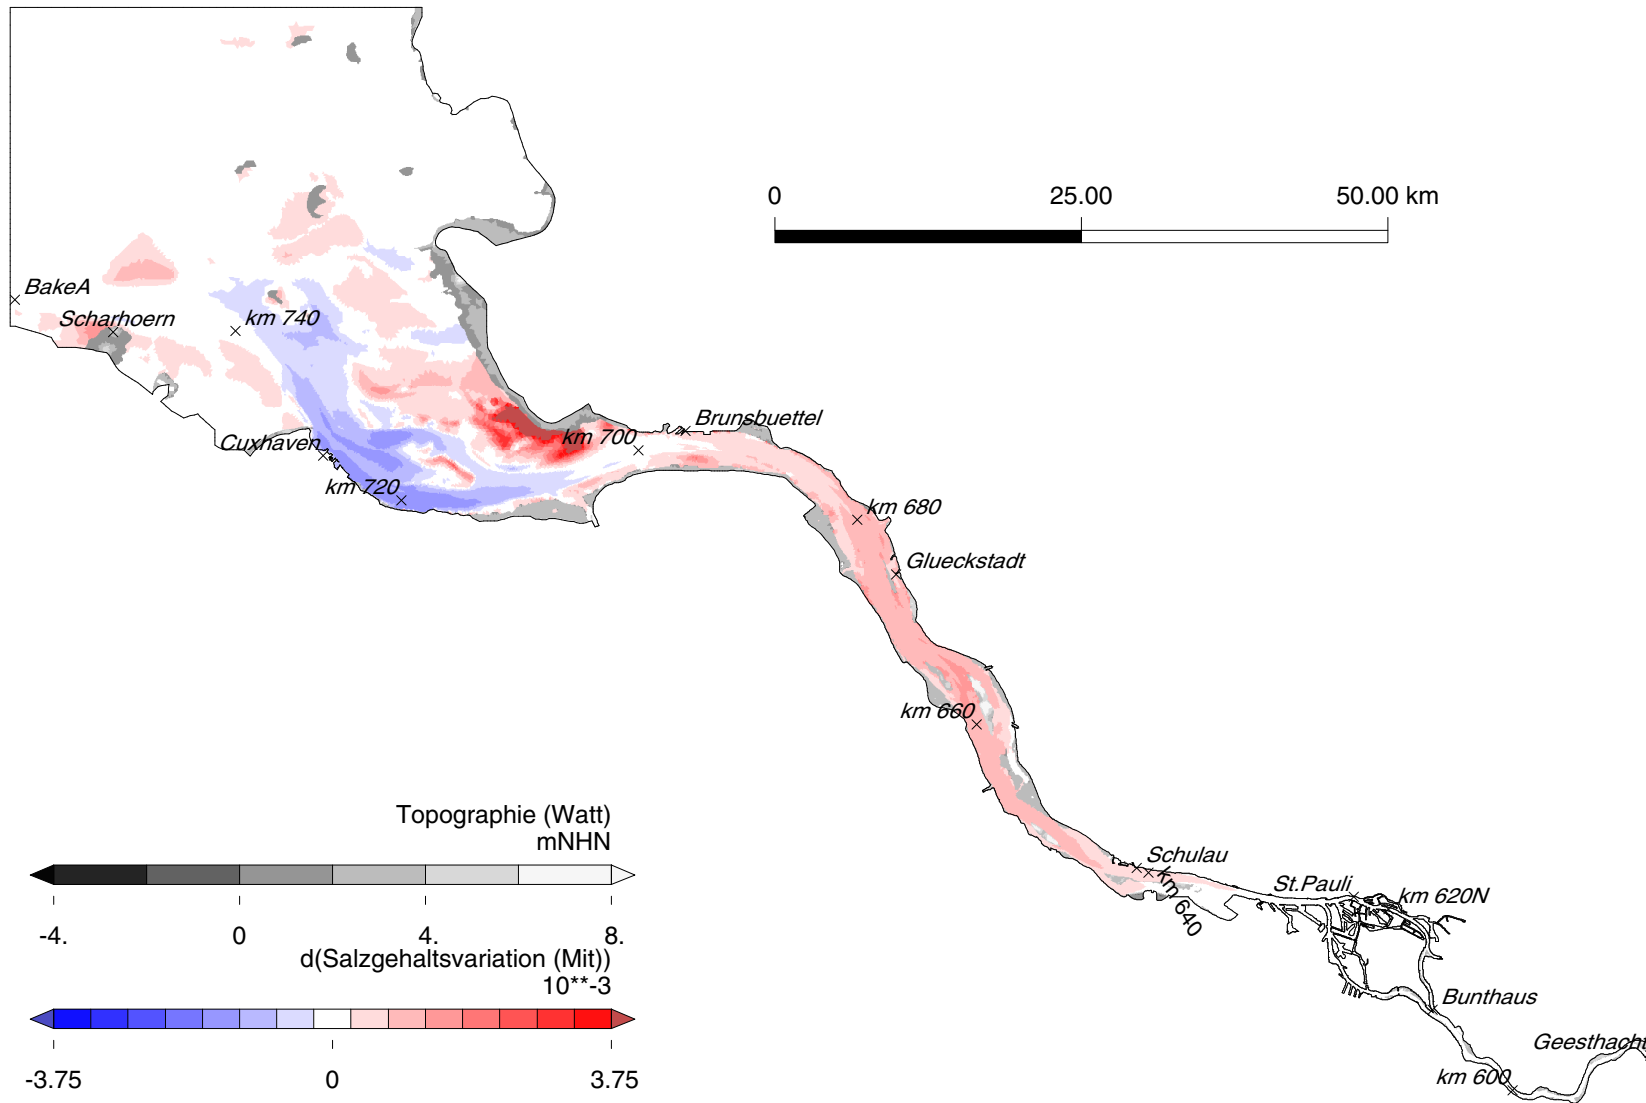 0 25.00 50.00 km
BakeA
Scharhoern
km 740
Cuxhaven
km 720
km 700
Brunsbuettel
km 680
Glueckstadt
km 660
Schulau
km 640
St.Pauli
km 620N
Bunthaus
Geesthacht
km 600
Topographie (Watt)
mNHN
-4. 0 4. 8.
d(Salzgehaltsvariation (Mit))
10**-3
-3.75 0 3.75